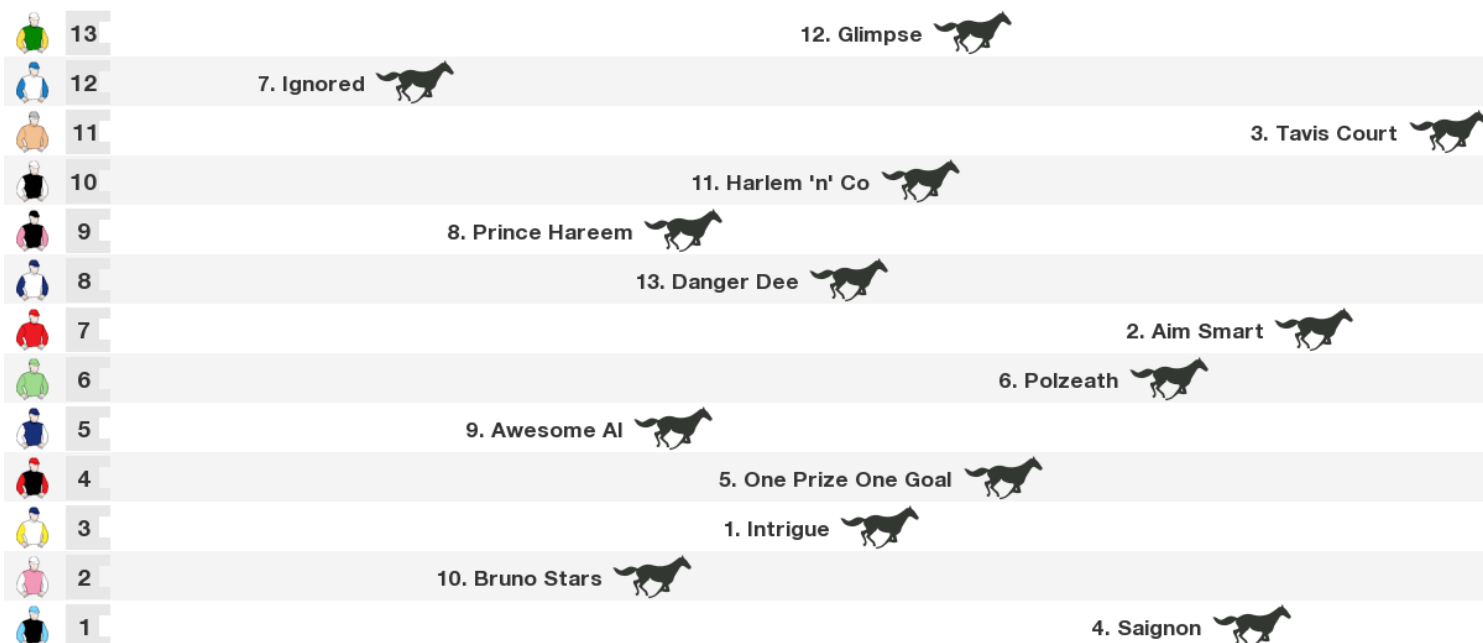 13 12. Glimpse
12 7. Ignored
11 3. Tavis Court
10 11. Harlem 'n' Co
9 8. Prince Hareem
8 13. Danger Dee
7 2. Aim Smart
6 6. Polzeath
5 9. Awesome Al
4 5. One Prize One Goal
3 1. Intrigue
2 10. Bruno Stars
1 4. Saignon